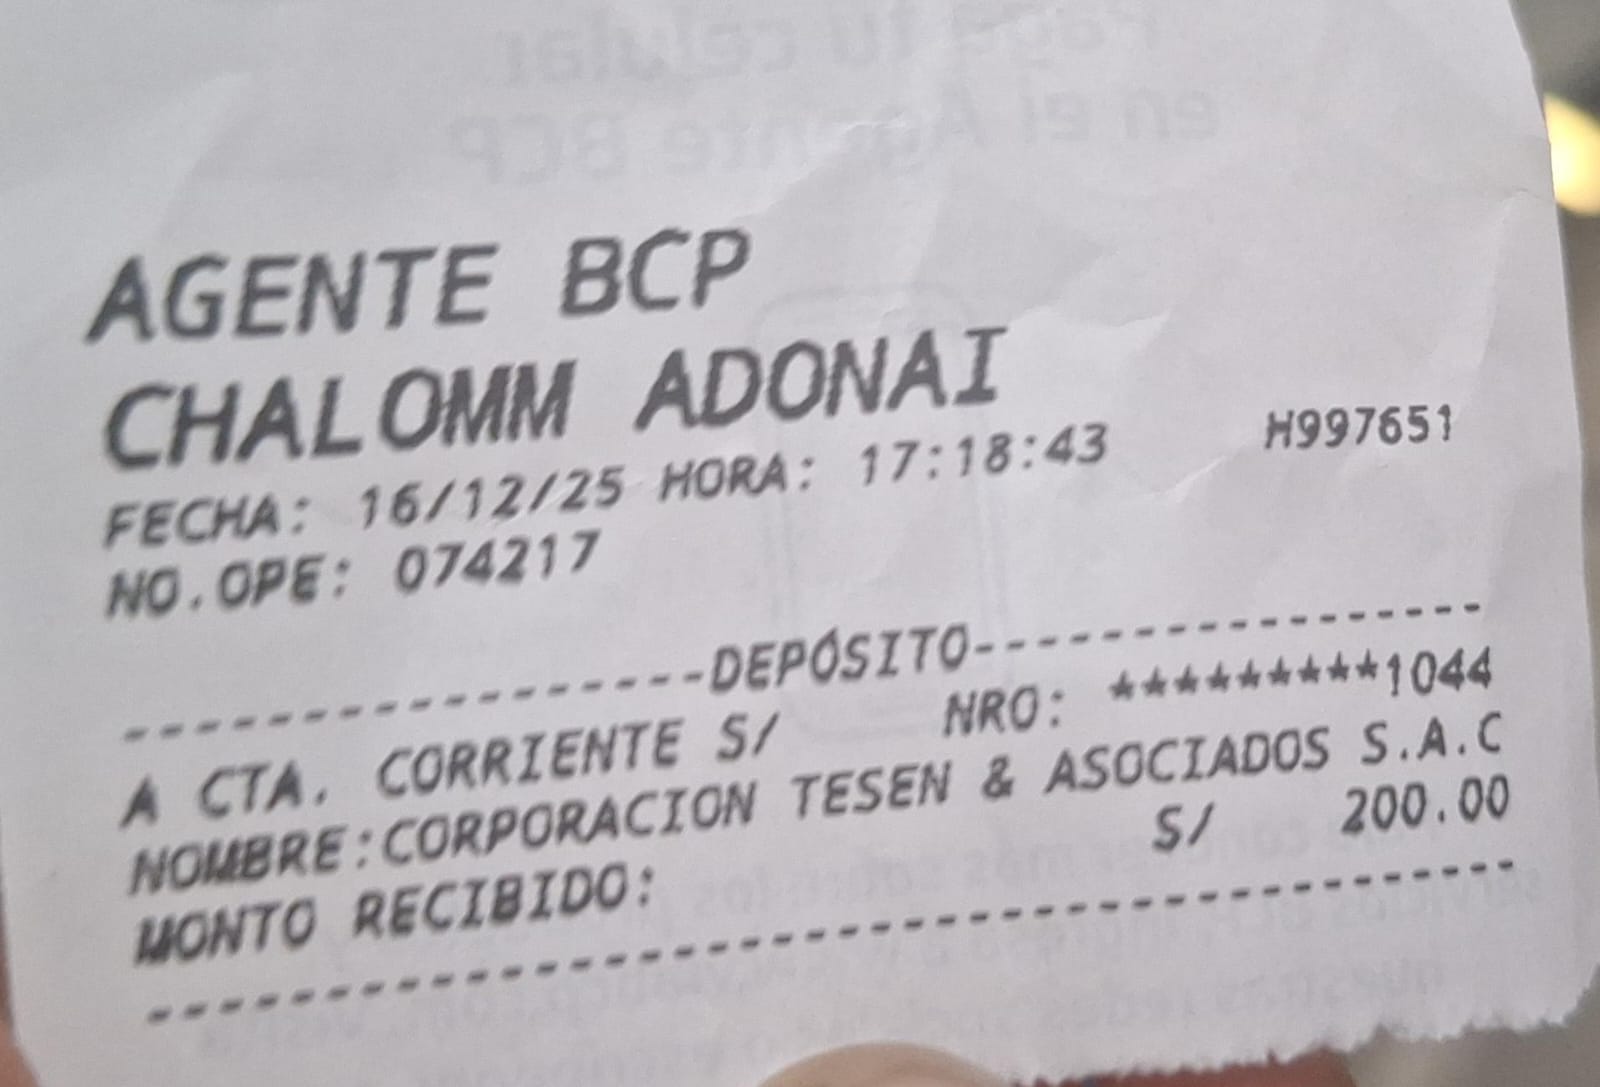 AGENTE BCP
CHALOMM ADONAI
FECHA: 16/12/25 HORA: 17:18:43 H997651
NO.OPE: 074217
-----------------DEPÓSITO-----------------
A CTA. CORRIENTE S/ NRO: *********1044
NOMBRE:CORPORACION TESEN & ASOCIADOS S.A.C
MONTO RECIBIDO: S/ 200.00
------------------------------------------